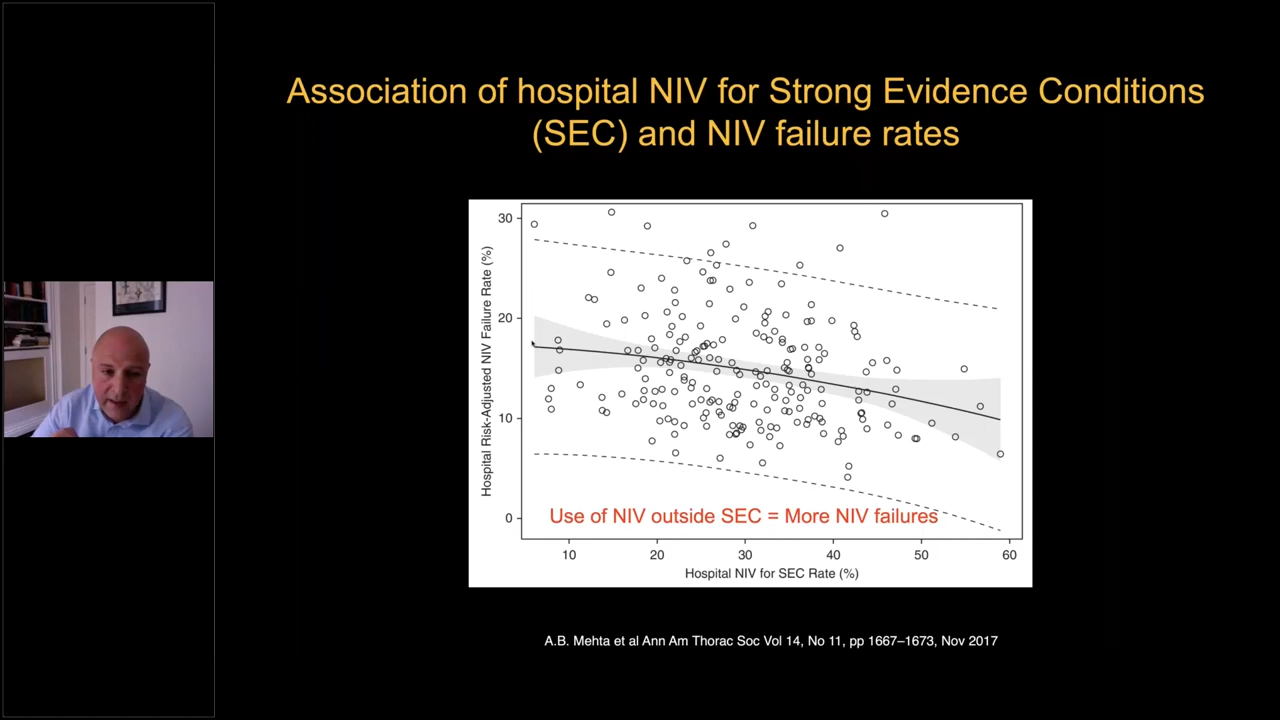 Association of hospital NIV for Strong Evidence Conditions
(SEC) and NIV failure rates
Hospital Risk-Adjusted NIV Failure Rate (%)
30
20
10
0
Use of NIV outside SEC = More NIV failures
10 20 30 40 50 60
Hospital NIV for SEC Rate (%)
A.B. Mehta et al Ann Am Thorac Soc Vol 14, No 11, pp 1667–1673, Nov 2017